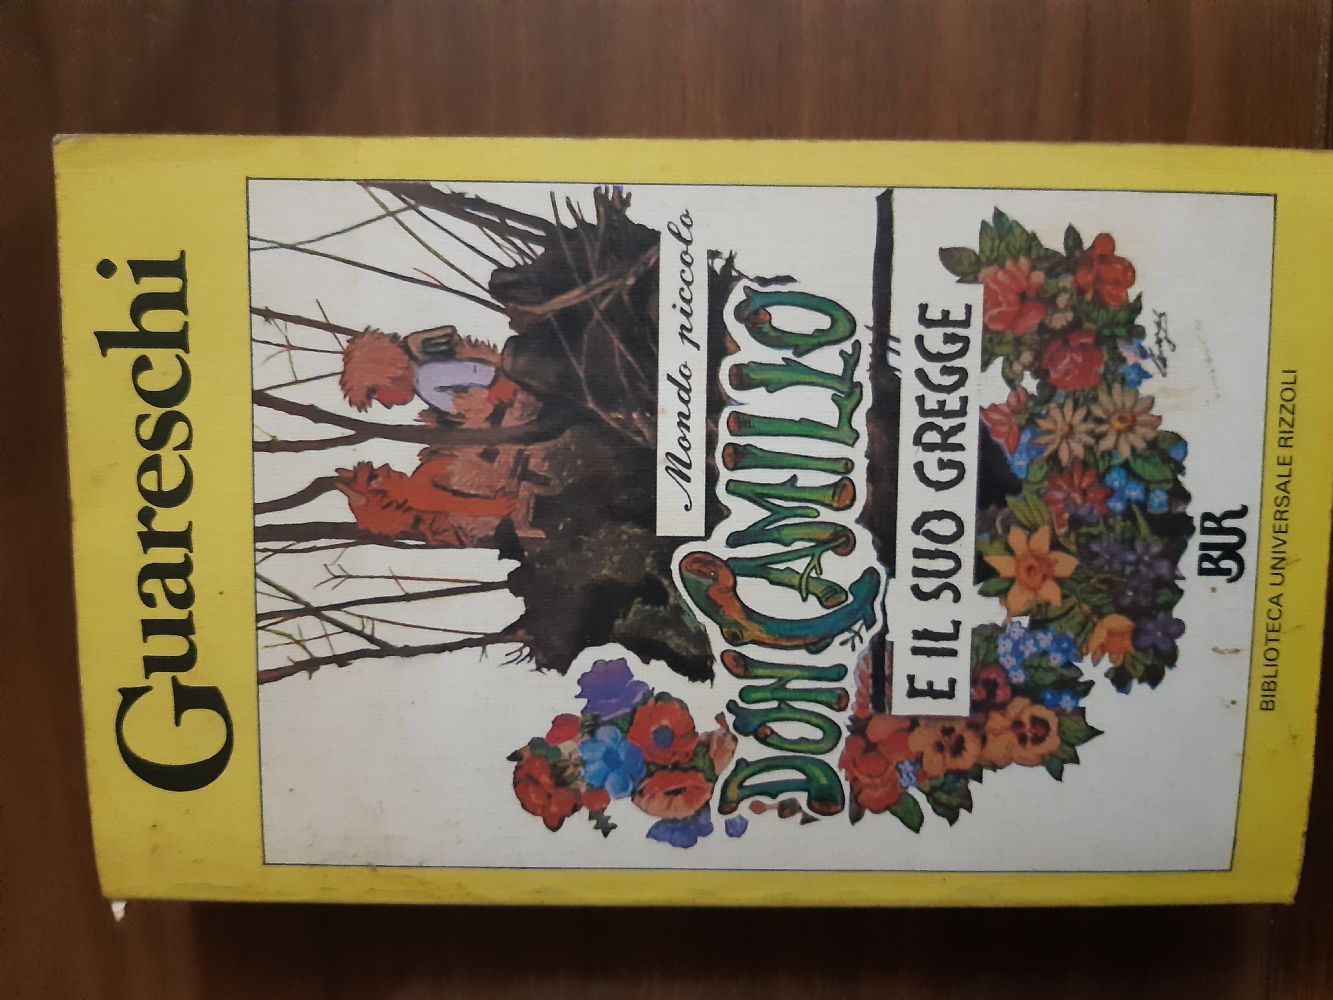 Guareschi
Mondo piccolo
DON CAMILLO
E IL SUO GREGGE
BUR
BIBLIOTECA UNIVERSALE RIZZOLI